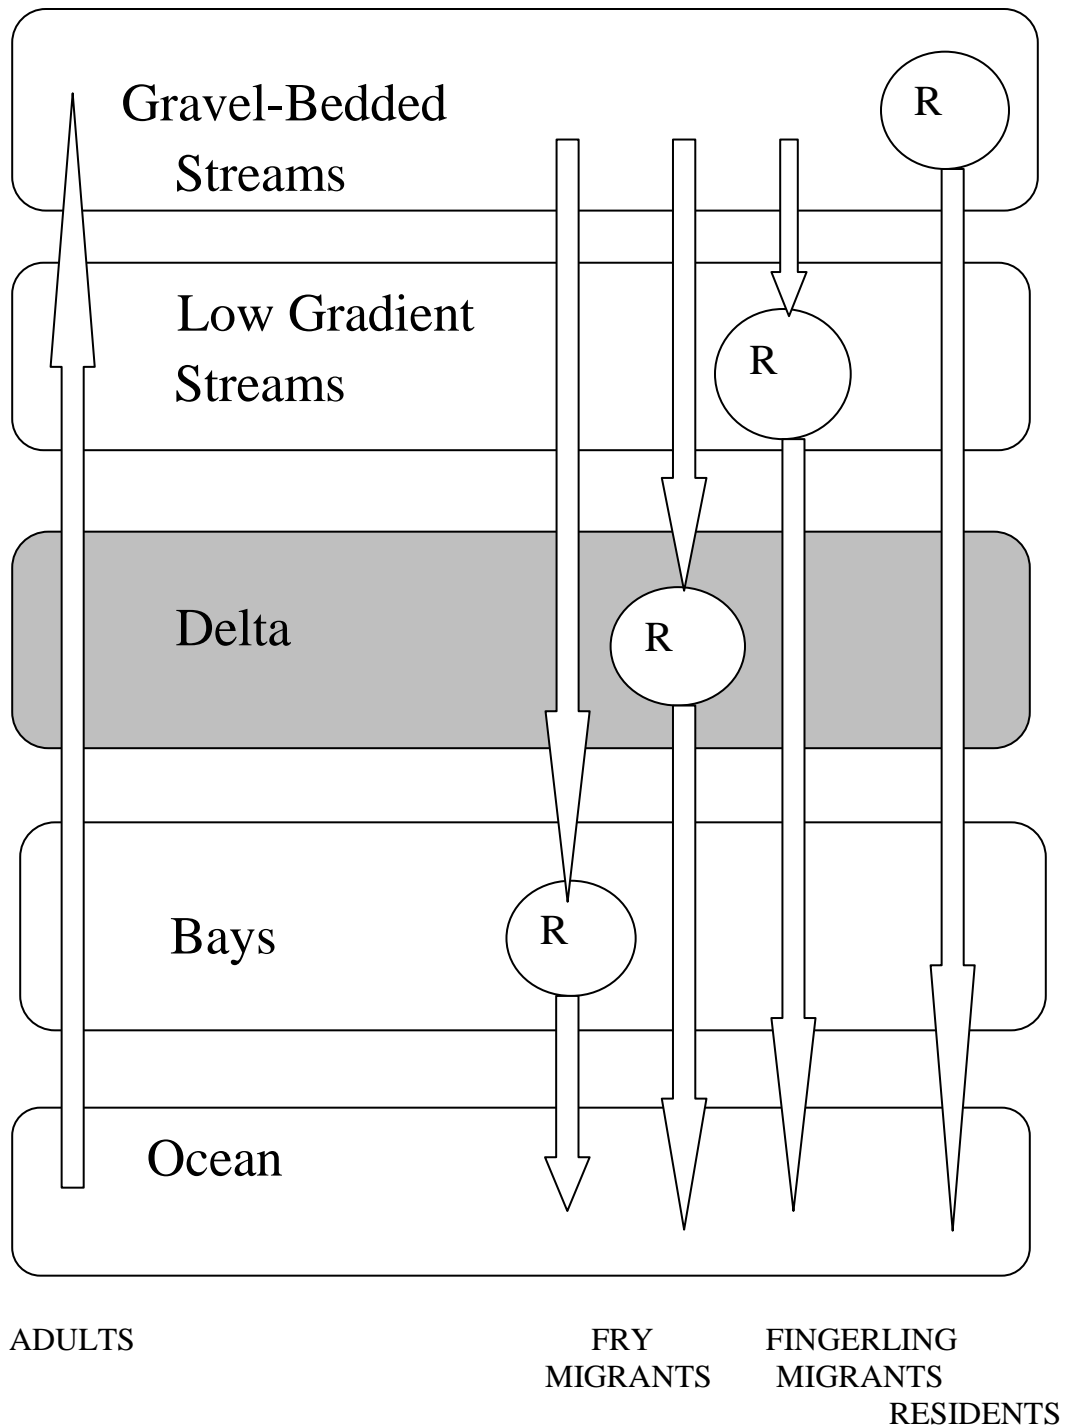 Gravel-Bedded
Streams
R
Low Gradient
Streams
R
Delta
R
Bays
R
Ocean
ADULTS
FRY
MIGRANTS
FINGERLING
MIGRANTS
RESIDENTS